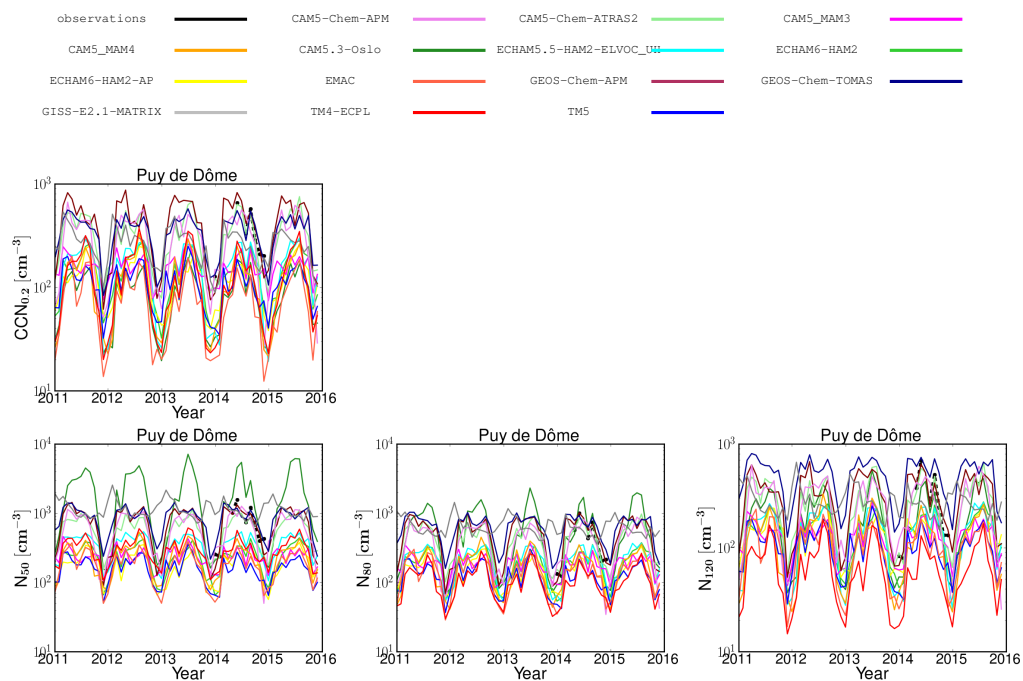 observations CAM5-Chem-APM CAM5-Chem-ATRAS2 CAM5_MAM3
CAM5_MAM4 CAM5.3-Oslo ECHAM5.5-HAM2-ELVOC_UH ECHAM6-HAM2
ECHAM6-HAM2-AP EMAC GEOS-Chem-APM GEOS-Chem-TOMAS
GISS-E2.1-MATRIX TM4-ECPL TM5
Puy de Dôme
10³
10²
10¹
CCN₀.₂ [cm⁻³]
2011 2012 2013 2014 2015 2016
Year
Puy de Dôme
10⁴
10³
10²
10¹
N₅₀ [cm⁻³]
2011 2012 2013 2014 2015 2016
Year
Puy de Dôme
10⁴
10³
10²
10¹
N₈₀ [cm⁻³]
2011 2012 2013 2014 2015 2016
Year
Puy de Dôme
10³
10²
10¹
N₁₂₀ [cm⁻³]
2011 2012 2013 2014 2015 2016
Year